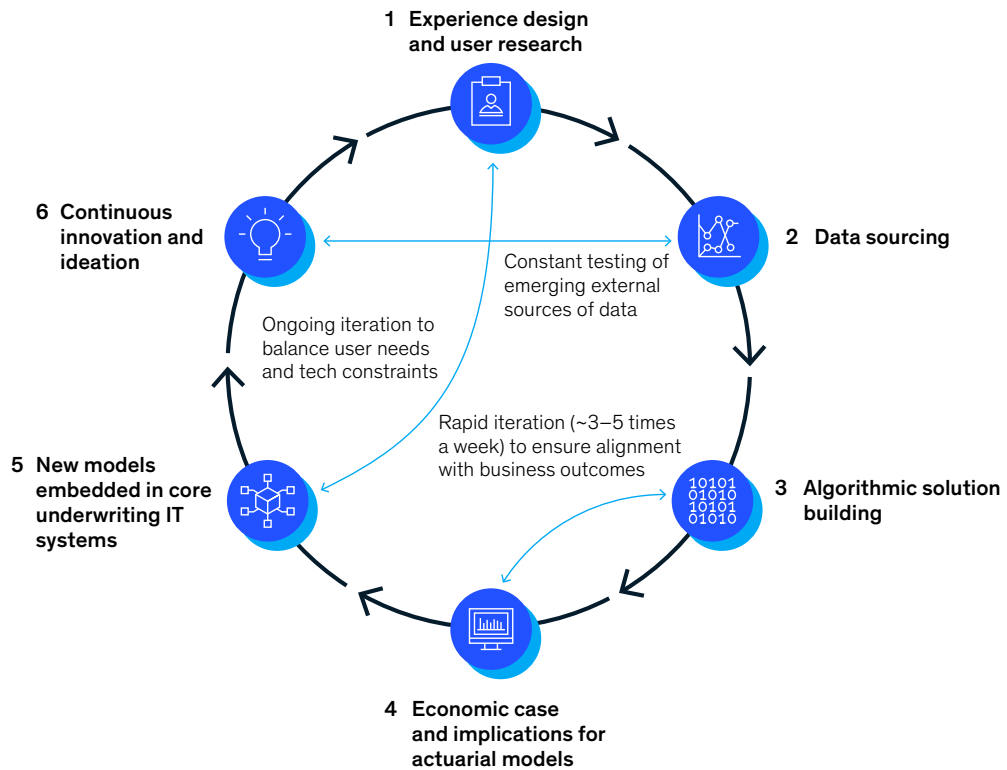 1 Experience design
and user research
6 Continuous
innovation and
ideation
2 Data sourcing
Constant testing of
emerging external
sources of data
Ongoing iteration to
balance user needs
and tech constraints
Rapid iteration (~3–5 times
a week) to ensure alignment
with business outcomes
5 New models
embedded in core
underwriting IT
systems
10101
01010
10101
01010
3 Algorithmic solution
building
4 Economic case
and implications for
actuarial models